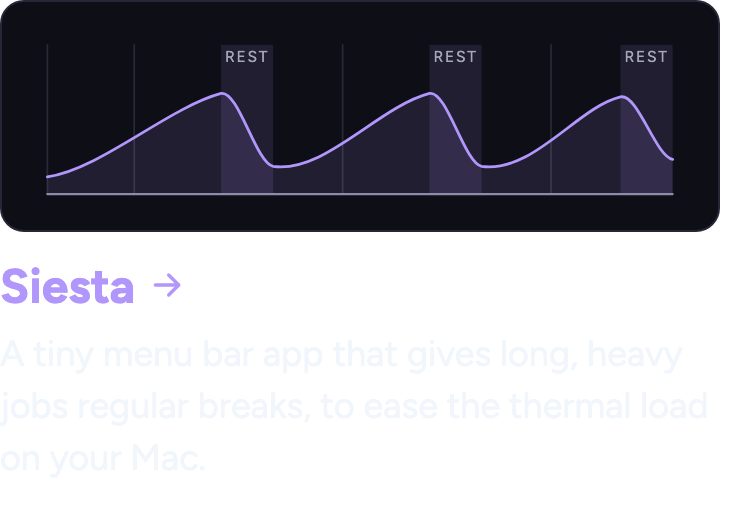 REST REST REST
Siesta →
A tiny menu bar app that gives long, heavy
jobs regular breaks, to ease the thermal load
on your Mac.